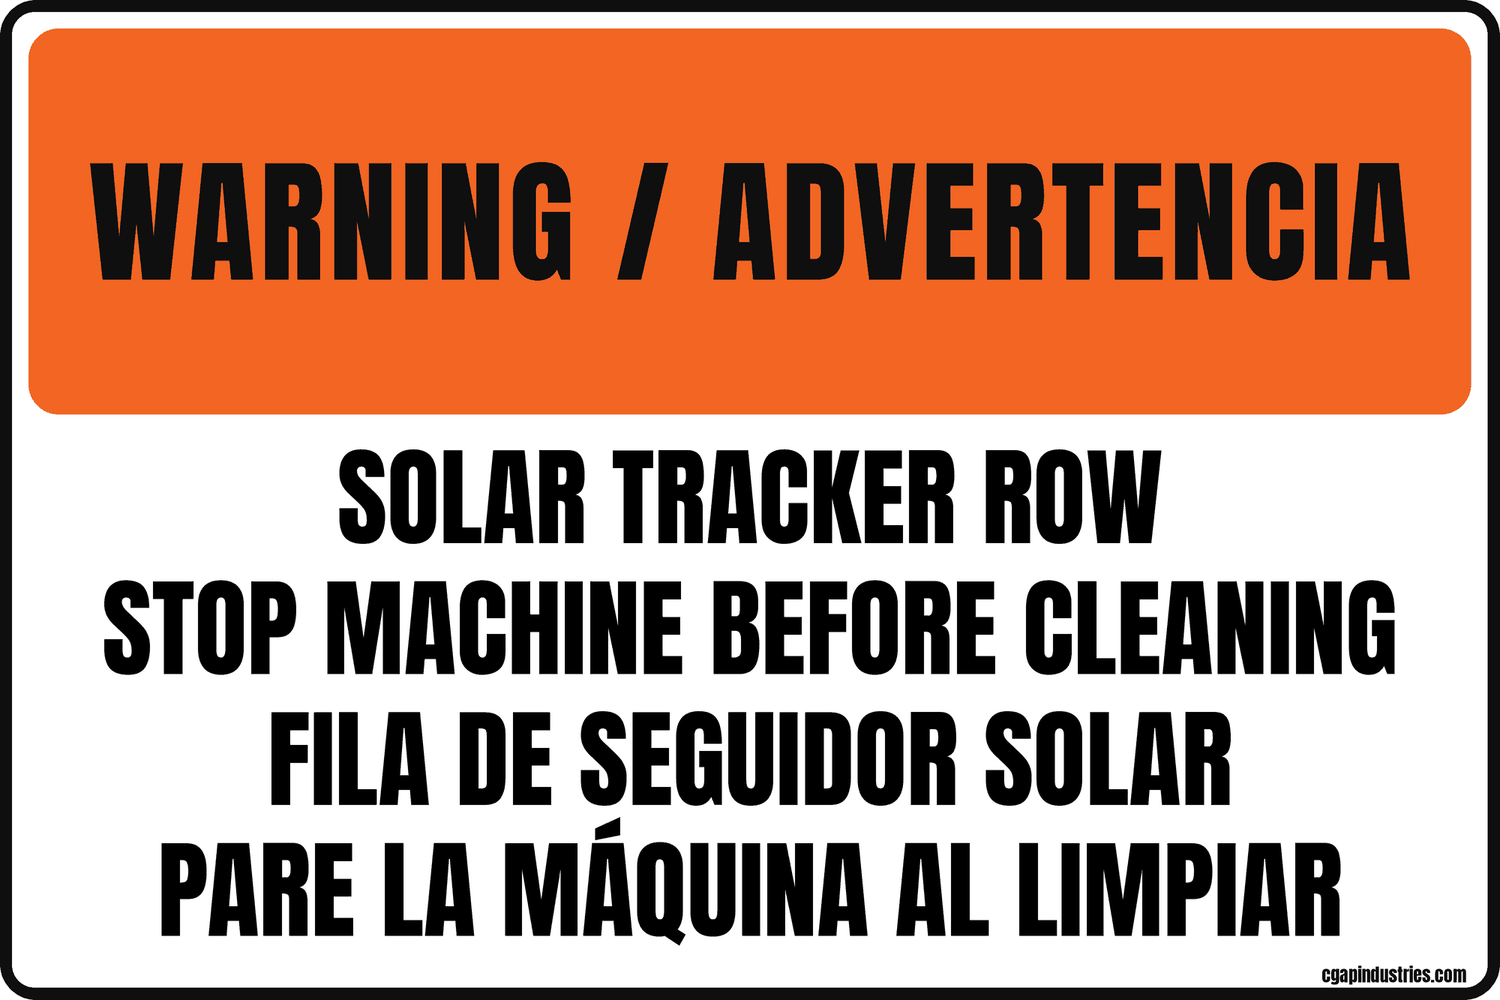 WARNING / ADVERTENCIA
SOLAR TRACKER ROW
STOP MACHINE BEFORE CLEANING
FILA DE SEGUIDOR SOLAR
PARE LA MÁQUINA AL LIMPIAR
cgapindustries.com